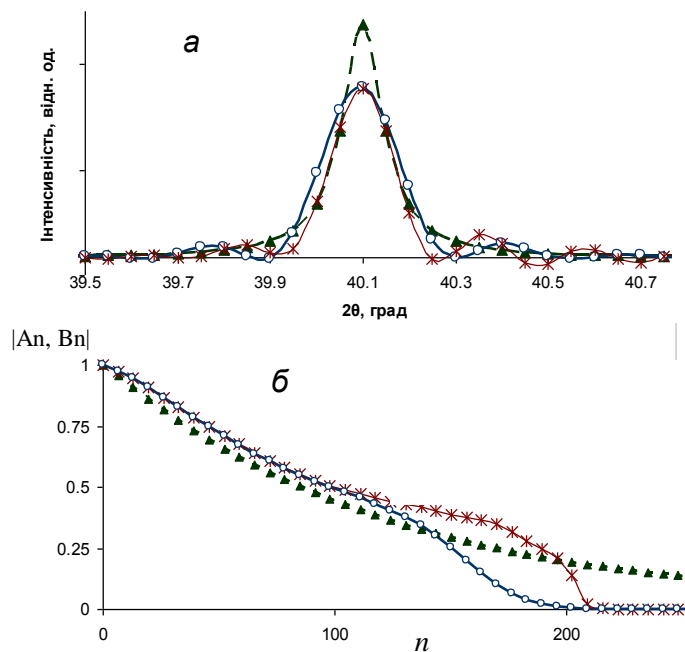 а
Інтенсивність, відн. од.
39.5 39.7 39.9 40.1 40.3 40.5 40.7
2θ, град
|An, Bn|
б
1
0.75
0.5
0.25
0
0 100 200
n